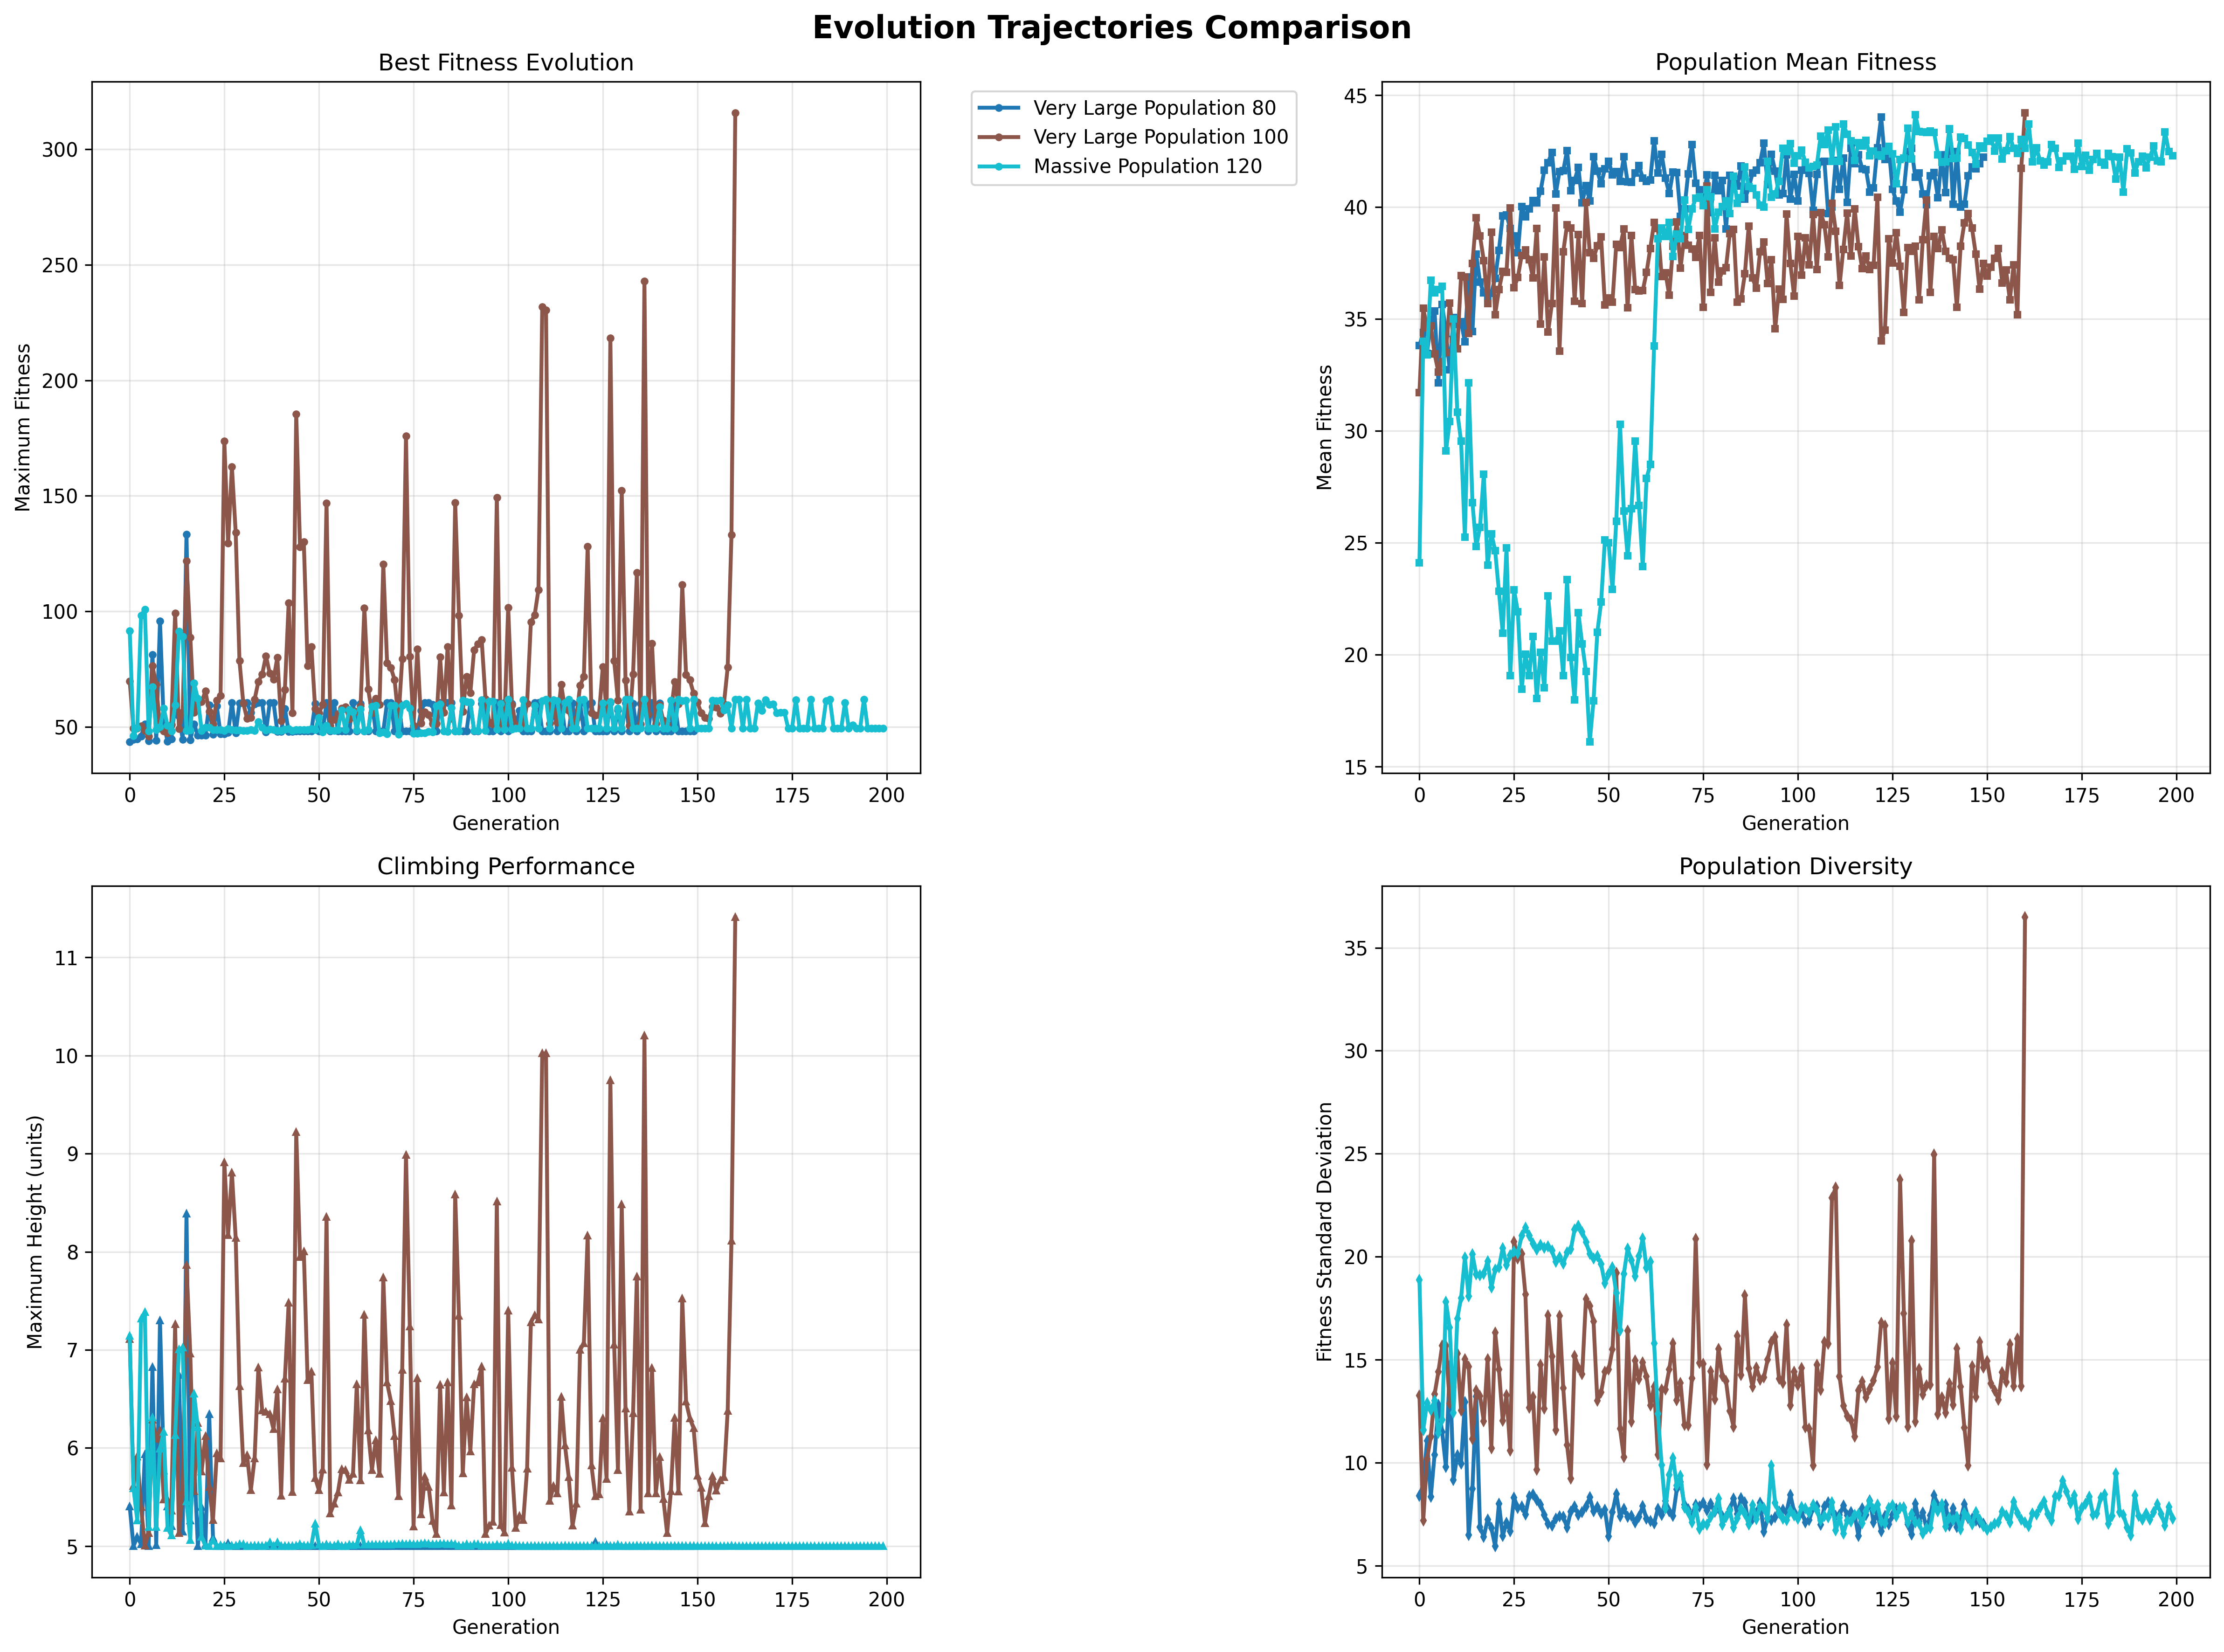 Evolution Trajectories Comparison
Best Fitness Evolution
Maximum Fitness
300
250
200
150
100
50
0 25 50 75 100 125 150 175 200
Generation
Very Large Population 80
Very Large Population 100
Massive Population 120
Population Mean Fitness
Mean Fitness
45
40
35
30
25
20
15
0 25 50 75 100 125 150 175 200
Generation
Climbing Performance
Maximum Height (units)
11
10
9
8
7
6
5
0 25 50 75 100 125 150 175 200
Generation
Population Diversity
Fitness Standard Deviation
35
30
25
20
15
10
5
0 25 50 75 100 125 150 175 200
Generation